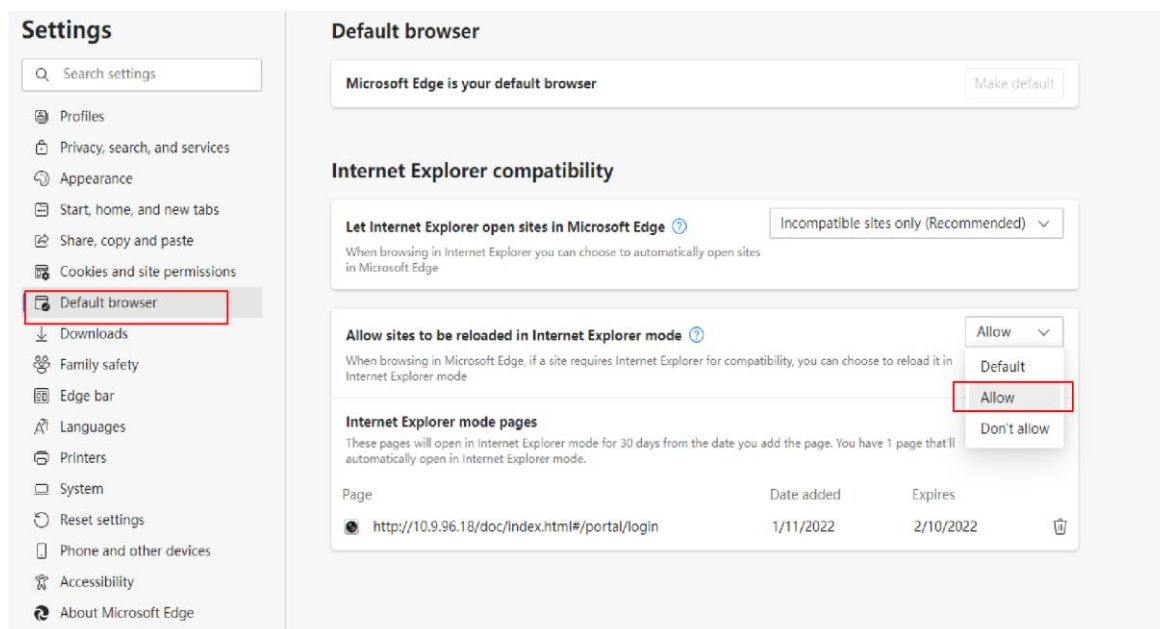 Settings
Search settings
Profiles
Privacy, search, and services
Appearance
Start, home, and new tabs
Share, copy and paste
Cookies and site permissions
Default browser
Downloads
Family safety
Edge bar
Languages
Printers
System
Reset settings
Phone and other devices
Accessibility
About Microsoft Edge
Default browser
Microsoft Edge is your default browser
Make default
Internet Explorer compatibility
Let Internet Explorer open sites in Microsoft Edge
Incompatible sites only (Recommended)
When browsing in Internet Explorer you can choose to automatically open sites
in Microsoft Edge
Allow sites to be reloaded in Internet Explorer mode
Allow
When browsing in Microsoft Edge, if a site requires Internet Explorer for compatibility, you can choose to reload it in
Internet Explorer mode
Default
Allow
Don't allow
Internet Explorer mode pages
These pages will open in Internet Explorer mode for 30 days from the date you add the page. You have 1 page that'll
automatically open in Internet Explorer mode.
Page Date added Expires
http://10.9.96.18/doc/index.html#/portal/login 1/11/2022 2/10/2022